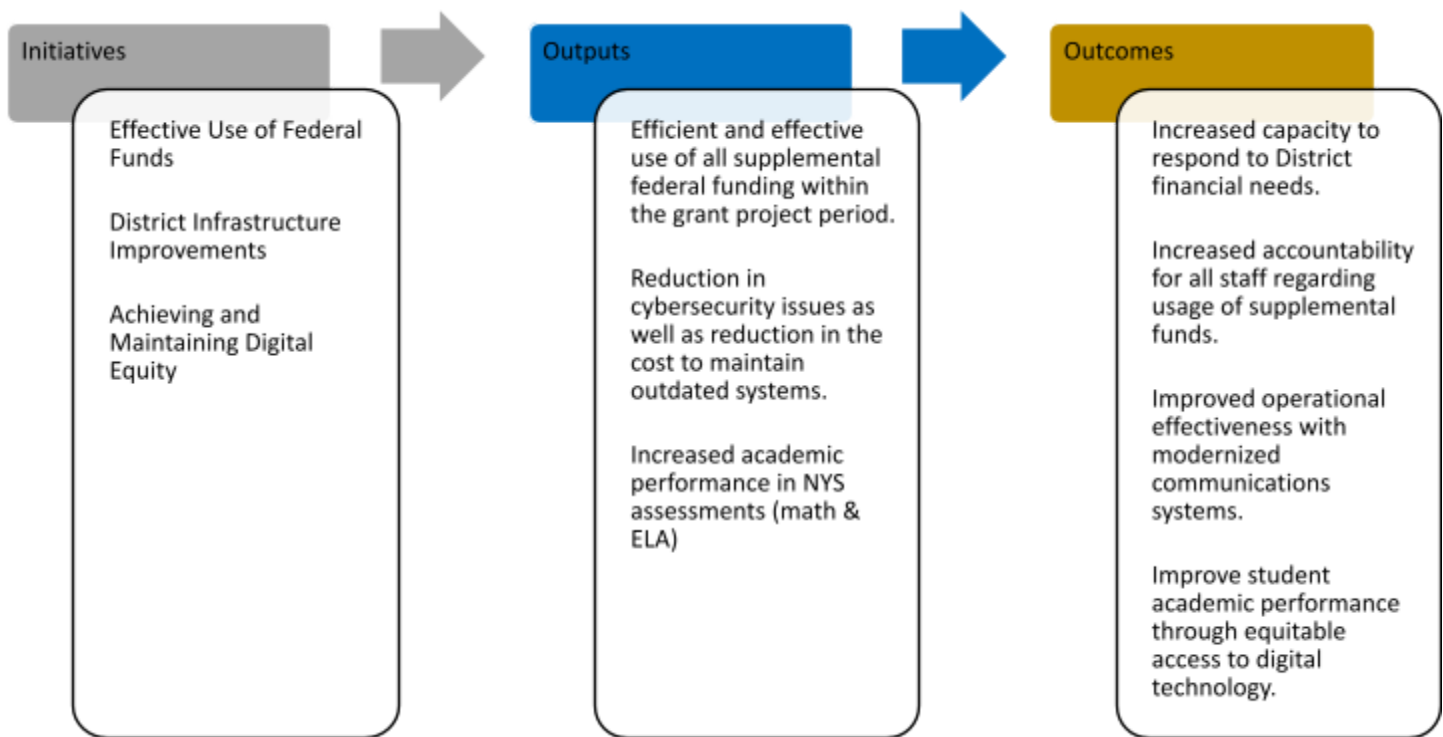 Initiatives
Effective Use of Federal
Funds
District Infrastructure
Improvements
Achieving and
Maintaining Digital
Equity
Outputs
Efficient and effective
use of all supplemental
federal funding within
the grant project period.
Reduction in
cybersecurity issues as
well as reduction in the
cost to maintain
outdated systems.
Increased academic
performance in NYS
assessments (math &
ELA)
Outcomes
Increased capacity to
respond to District
financial needs.
Increased accountability
for all staff regarding
usage of supplemental
funds.
Improved operational
effectiveness with
modernized
communications
systems.
Improve student
academic performance
through equitable
access to digital
technology.